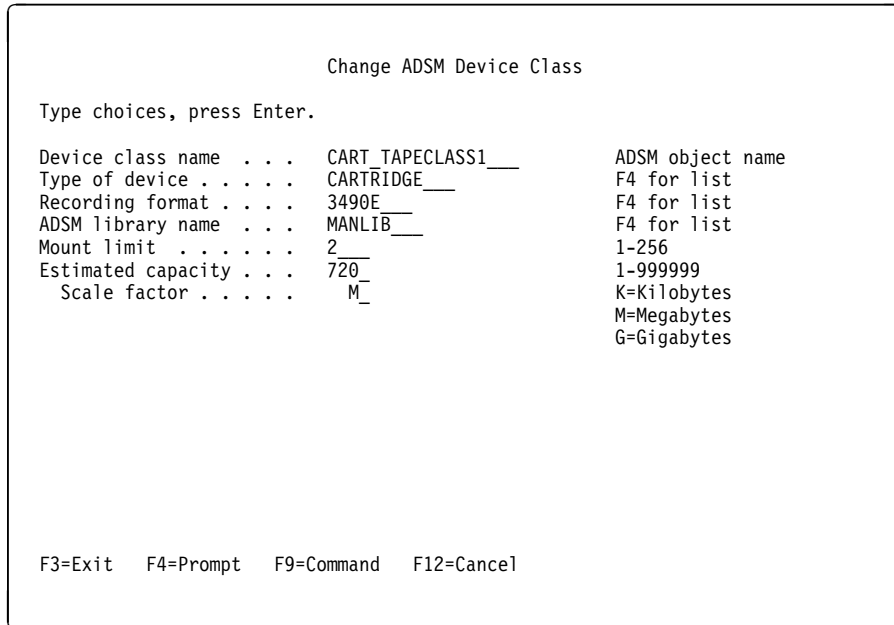 Change ADSM Device Class
Type choices, press Enter.
Device class name . . . CART_TAPECLASS1___ ADSM object name
Type of device . . . . . CARTRIDGE___ F4 for list
Recording format . . . . 3490E___ F4 for list
ADSM library name . . . MANLIB___ F4 for list
Mount limit . . . . . . 2___ 1-256
Estimated capacity . . . 720_ 1-999999
Scale factor . . . . . M_ K=Kilobytes
M=Megabytes
G=Gigabytes
F3=Exit F4=Prompt F9=Command F12=Cancel